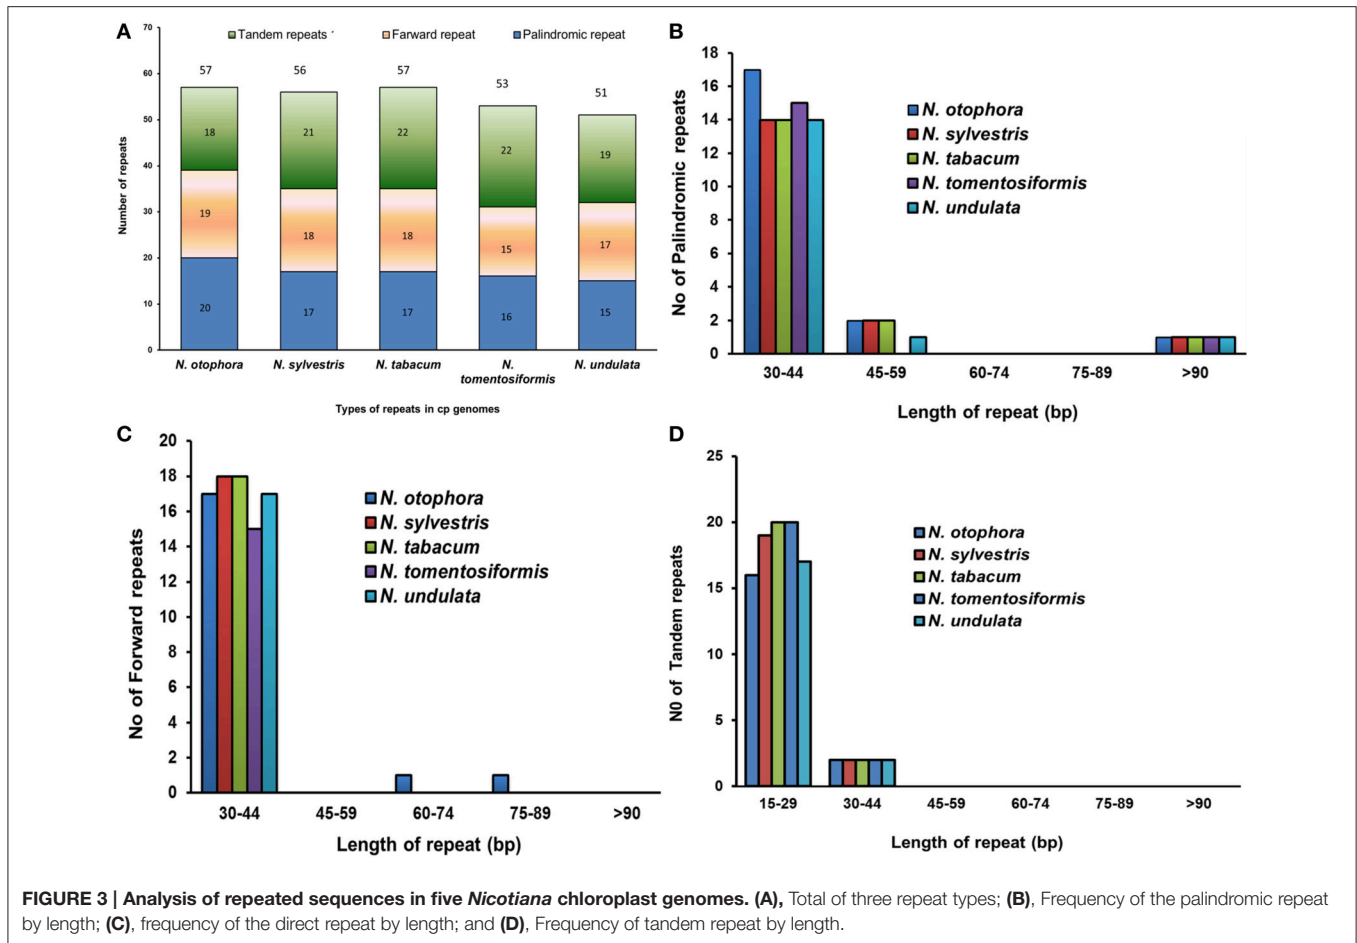 A
Tandem repeats
Farward repeat
Palindromic repeat
Number of repeats
70
60
50
40
30
20
10
0
57
56
57
53
51
18
21
22
22
19
19
18
18
15
17
20
17
17
16
15
N. otophora
N. sylvestris
N. tabacum
N.
tomentosiformis
N. undulata
Types of repeats in cp genomes
B
No of Palindromic repeats
18
16
14
12
10
8
6
4
2
0
N. otophora
N. sylvestris
N. tabacum
N. tomentosiformis
N. undulata
30-44
45-59
60-74
75-89
>90
Length of repeat (bp)
C
No of Forward repeats
20
18
16
14
12
10
8
6
4
2
0
N. otophora
N. sylvestris
N. tabacum
N. tomentosiformis
N. undulata
30-44
45-59
60-74
75-89
>90
Length of repeat (bp)
D
N0 of Tandem repeats
25
20
15
10
5
0
N. otophora
N. sylvestris
N. tabacum
N. tomentosiformis
N. undulata
15-29
30-44
45-59
60-74
75-89
>90
Length of repeat (bp)
FIGURE 3 | Analysis of repeated sequences in five Nicotiana chloroplast genomes. (A), Total of three repeat types; (B), Frequency of the palindromic repeat
by length; (C), frequency of the direct repeat by length; and (D), Frequency of tandem repeat by length.